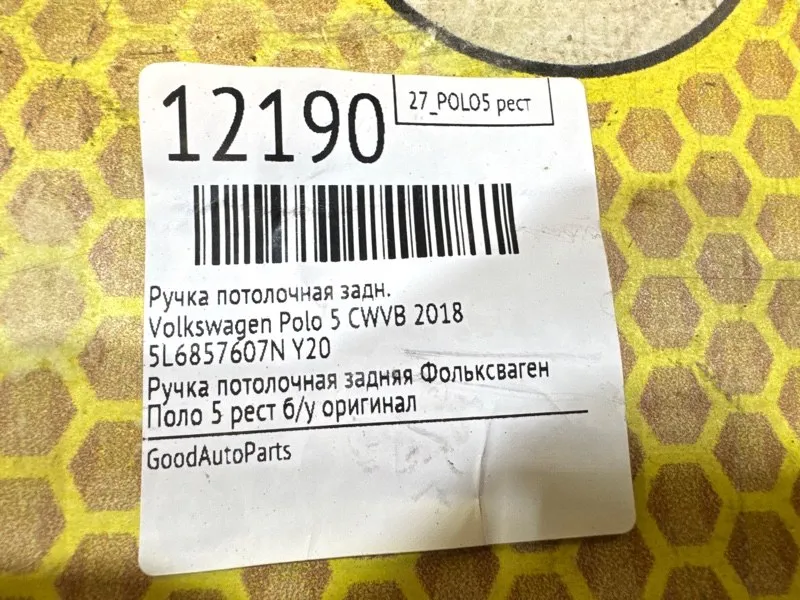 12190
27_POLO5 рест
Ручка потолочная задн.
Volkswagen Polo 5 CWVB 2018
5L6857607N Y20
Ручка потолочная задняя Фольксваген
Поло 5 рест б/у оригинал
GoodAutoParts